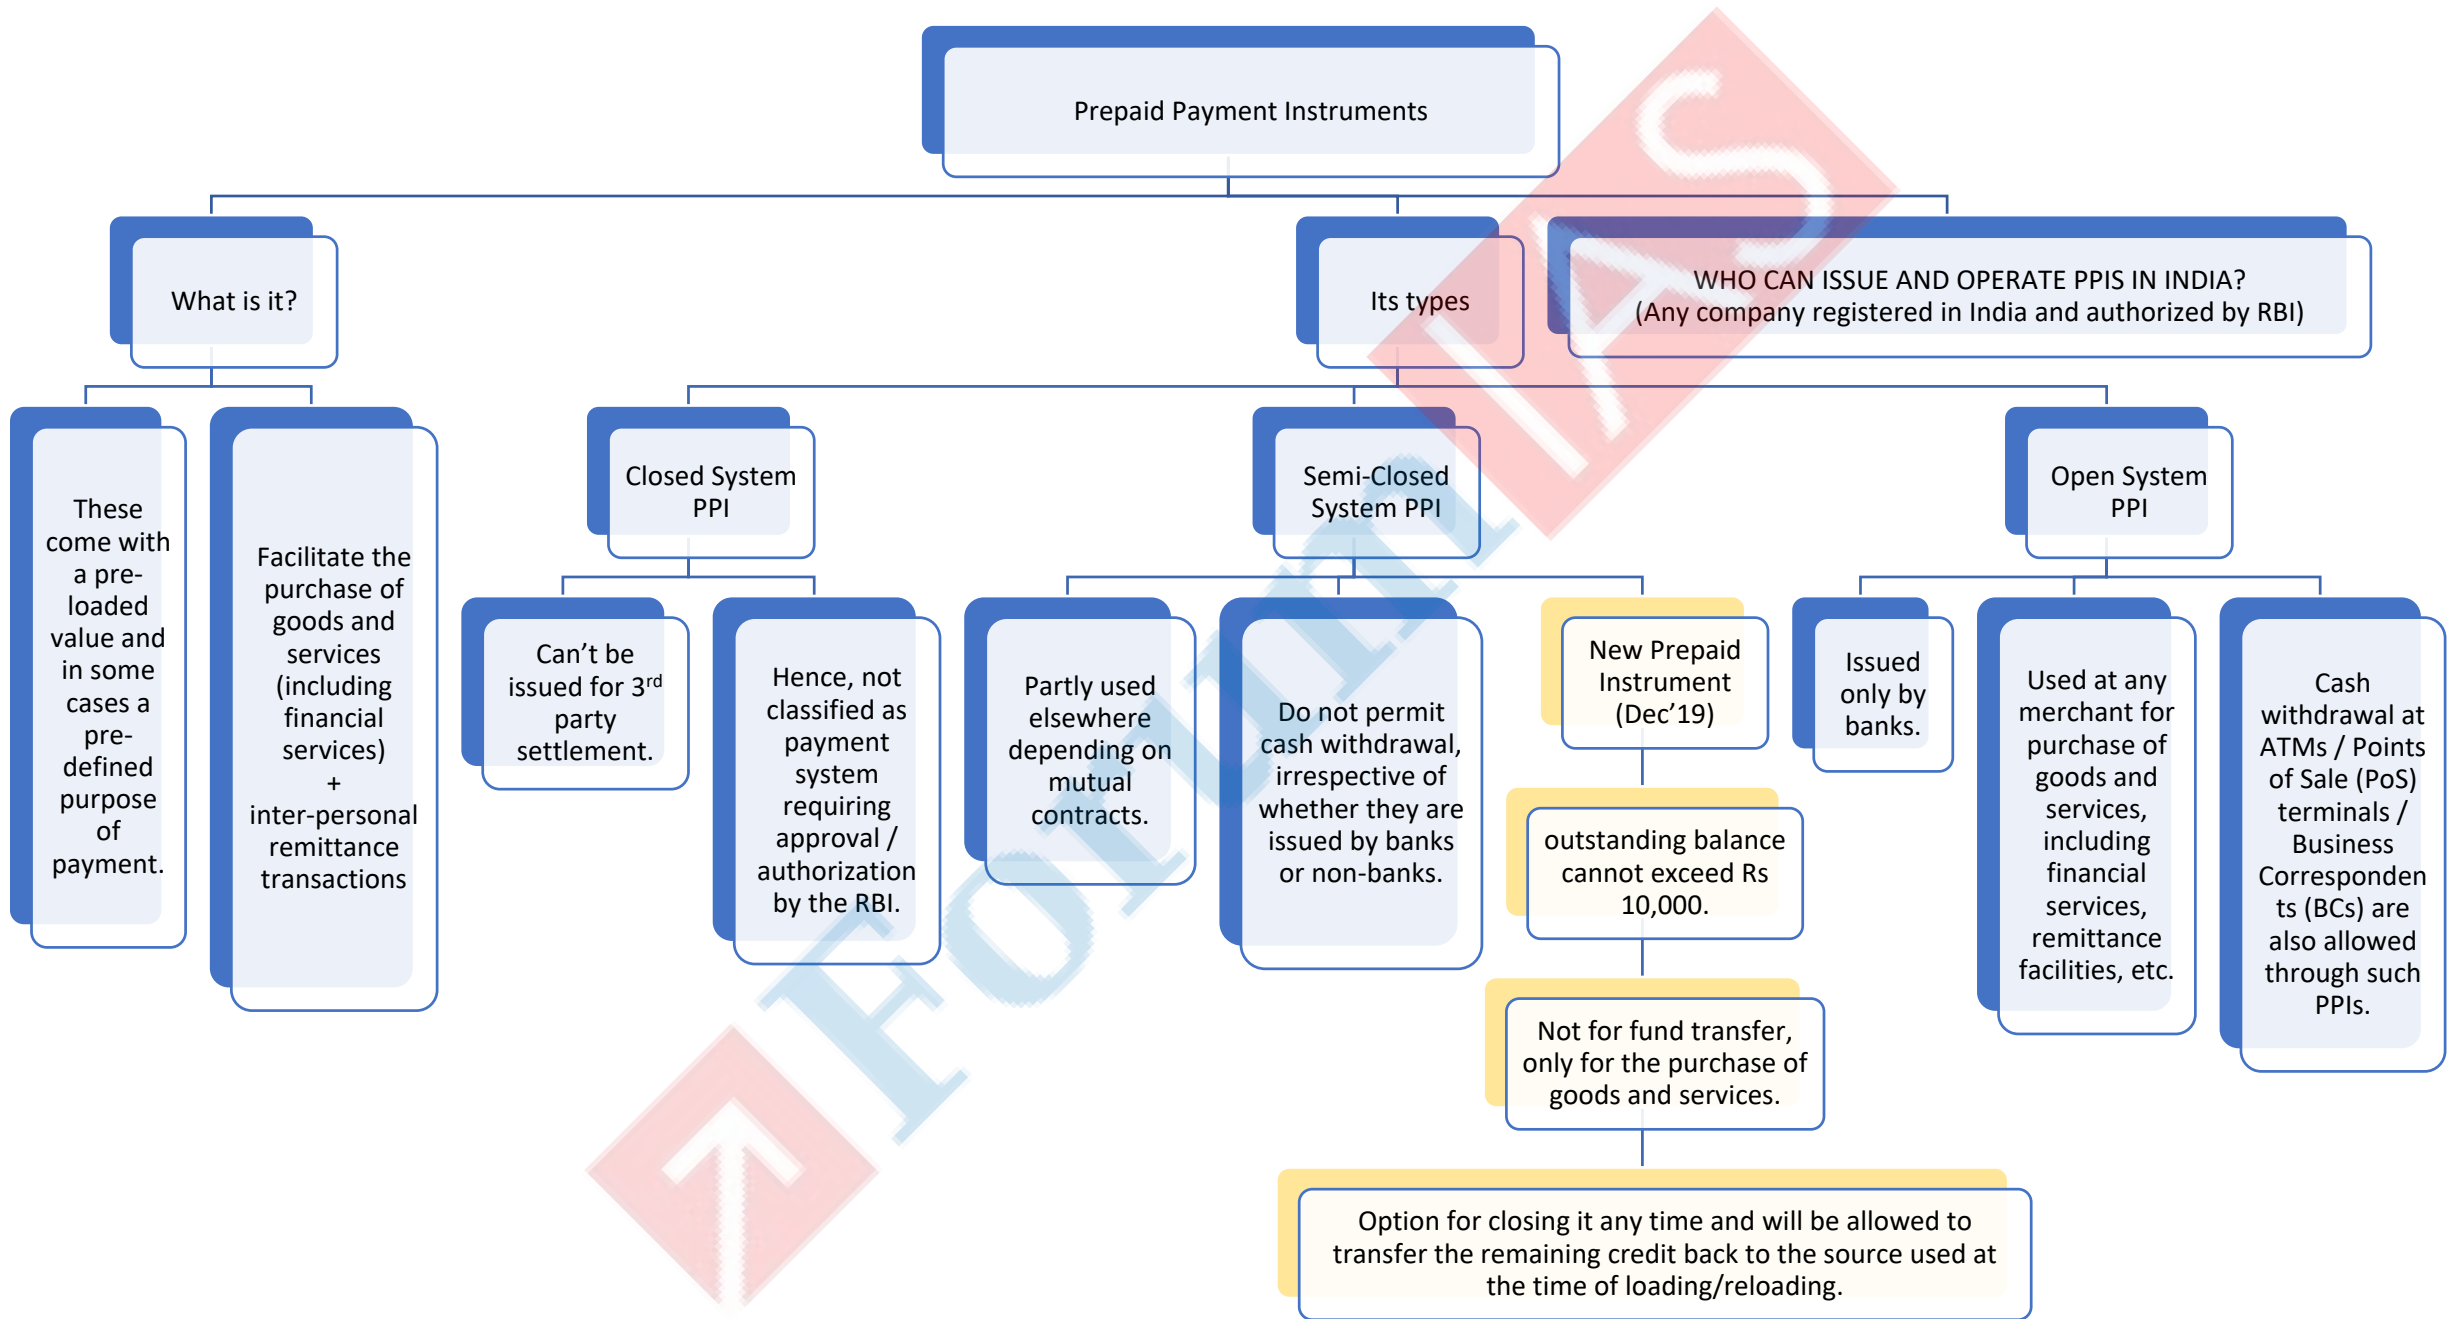 Prepaid Payment Instruments
What is it?
Its types
WHO CAN ISSUE AND OPERATE PPIS IN INDIA?
(Any company registered in India and authorized by RBI)
These
come with
a pre-
loaded
value and
in some
cases a
pre-
defined
purpose
of
payment.
Facilitate the
purchase of
goods and
services
(including
financial
services)
+
inter-personal
remittance
transactions
Closed System
PPI
Semi-Closed
System PPI
Open System
PPI
Can’t be
issued for 3rd
party
settlement.
Hence, not
classified as
payment
system
requiring
approval /
authorization
by the RBI.
Partly used
elsewhere
depending on
mutual
contracts.
Do not permit
cash withdrawal,
irrespective of
whether they are
issued by banks
or non-banks.
New Prepaid
Instrument
(Dec’19)
outstanding balance
cannot exceed Rs
10,000.
Not for fund transfer,
only for the purchase of
goods and services.
Option for closing it any time and will be allowed to
transfer the remaining credit back to the source used at
the time of loading/reloading.
Issued
only by
banks.
Used at any
merchant for
purchase of
goods and
services,
including
financial
services,
remittance
facilities, etc.
Cash
withdrawal at
ATMs / Points
of Sale (PoS)
terminals /
Business
Corresponden
ts (BCs) are
also allowed
through such
PPIs.
Forum IAS